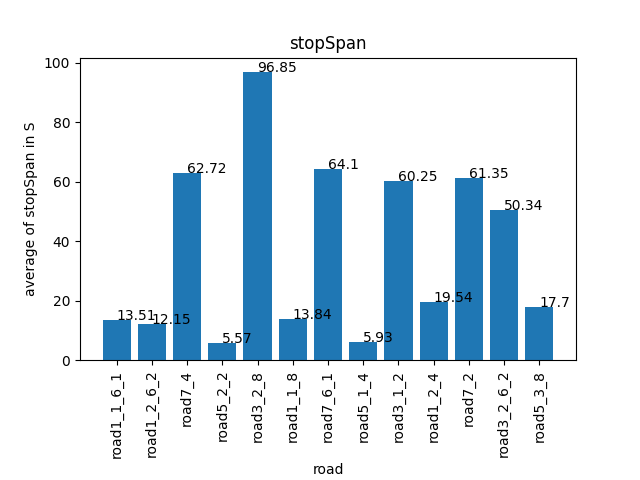 stopSpan
average of stopSpan in S
100
80
60
40
20
0
13.51
12.15
62.72
5.57
96.85
13.84
64.1
5.93
60.25
19.54
61.35
50.34
17.7
road1_1_6_1
road1_2_6_2
road7_4
road5_2_2
road3_2_8
road1_1_8
road7_6_1
road5_1_4
road3_1_2
road1_2_4
road7_2
road3_2_6_2
road5_3_8
road